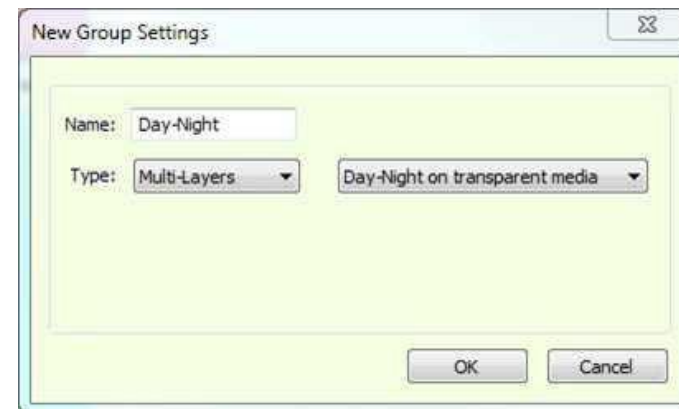 New Group Settings
Name: Day-Night
Type: Multi-Layers Day-Night on transparent media
OK Cancel